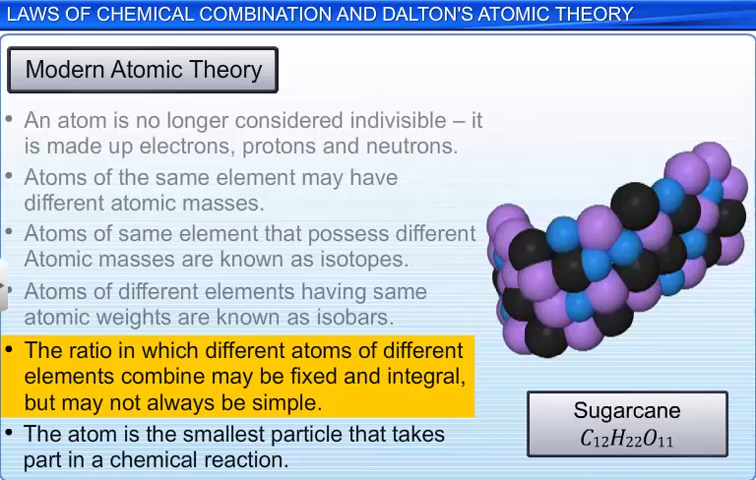 LAWS OF CHEMICAL COMBINATION AND DALTON'S ATOMIC THEORY
Modern Atomic Theory
• An atom is no longer considered indivisible – it
is made up electrons, protons and neutrons.
• Atoms of the same element may have
different atomic masses.
• Atoms of same element that possess different
Atomic masses are known as isotopes.
• Atoms of different elements having same
atomic weights are known as isobars.
• The ratio in which different atoms of different
elements combine may be fixed and integral,
but may not always be simple.
• The atom is the smallest particle that takes
part in a chemical reaction.
Sugarcane
C₁₂H₂₂O₁₁